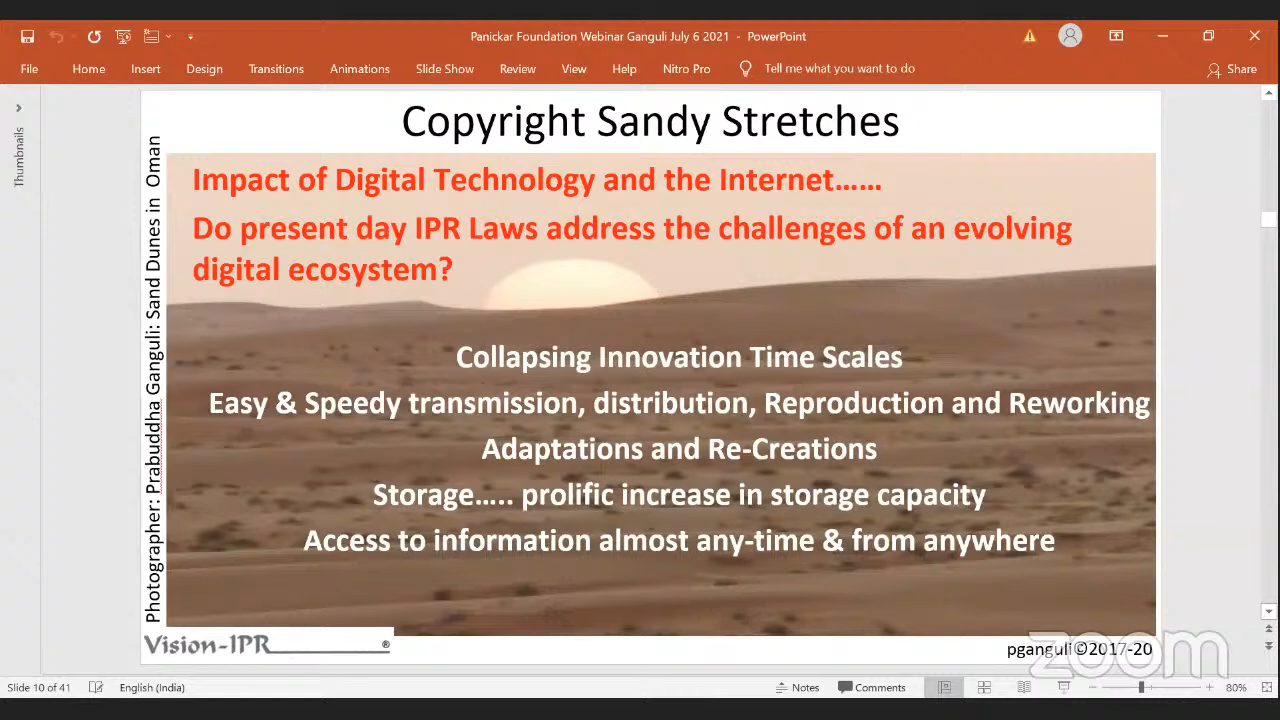 Panickar Foundation Webinar Ganguli July 6 2021 - PowerPoint
File Home Insert Design Transitions Animations Slide Show Review View Help Nitro Pro Tell me what you want to do Share
Thumbnails
Copyright Sandy Stretches
Photographer: Prabuddha Ganguli: Sand Dunes in Oman
Impact of Digital Technology and the Internet……
Do present day IPR Laws address the challenges of an evolving
digital ecosystem?
Collapsing Innovation Time Scales
Easy & Speedy transmission, distribution, Reproduction and Reworking
Adaptations and Re-Creations
Storage….. prolific increase in storage capacity
Access to information almost any-time & from anywhere
Vision-IPR ®
pganguli©2017-20
zoom
Slide 10 of 41 English (India) Notes Comments 80%